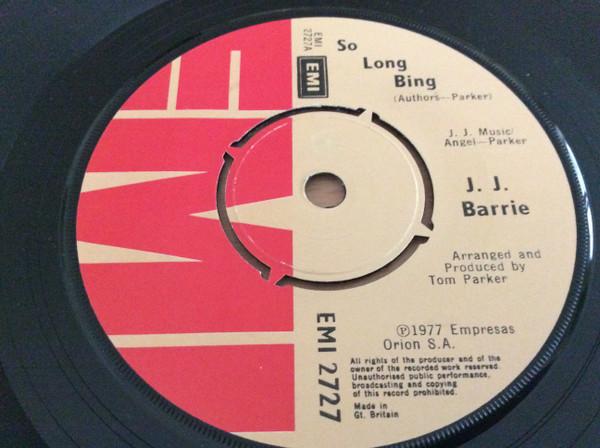 So
Long
Bing
(Authors—Parker)
EMI
2727A
EMI
J. J. Music/
Angel—Parker
J. J.
Barrie
Arranged and
Produced by
Tom Parker
Ⓟ1977 Empresas
Orion S.A.
EMI 2727
All rights of the producer and of the
owner of the recorded work reserved.
Unauthorised public performance,
broadcasting and copying
of this record prohibited.
Made in
Gt. Britain
EMI